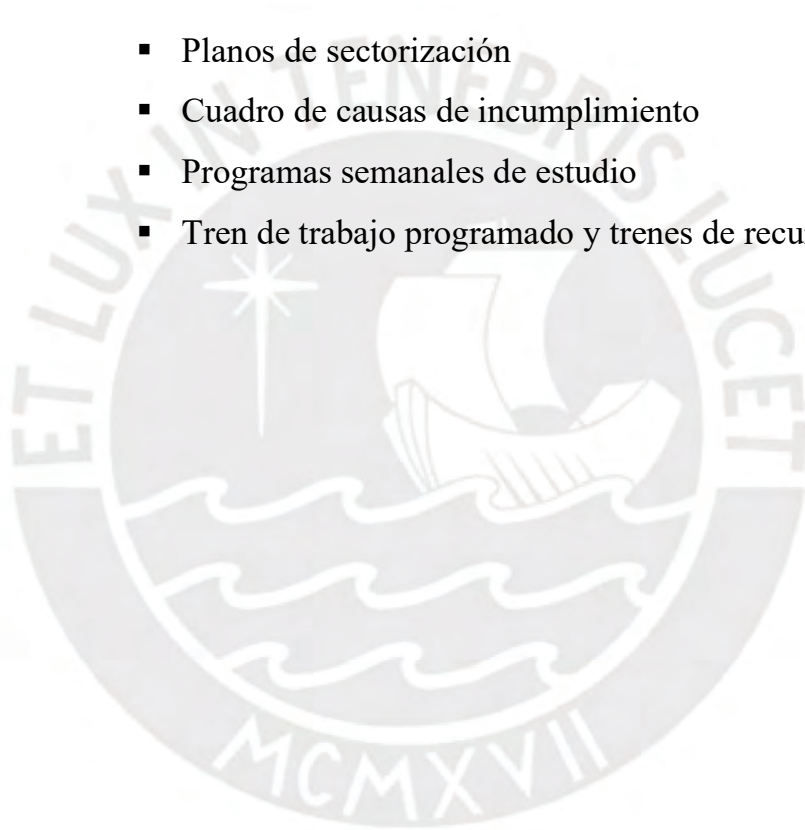 ▪ Planos de sectorización
▪ Cuadro de causas de incumplimiento
▪ Programas semanales de estudio
▪ Tren de trabajo programado y trenes de
ET LUX IN TENEBRIS LUCET
MCMXVII